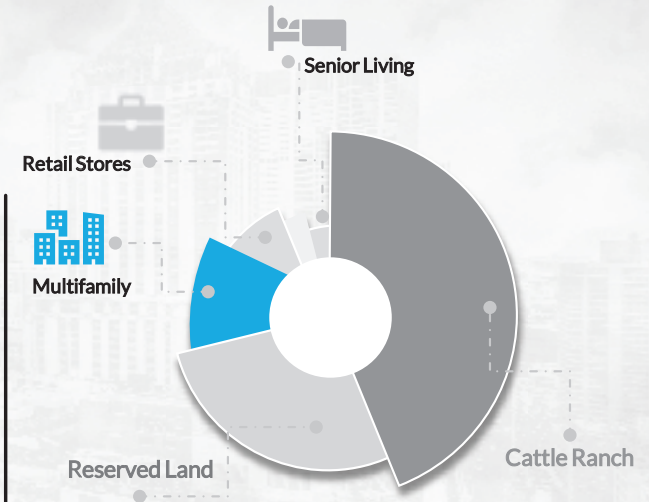 Senior Living
Retail Stores
Multifamily
Cattle Ranch
Reserved Land